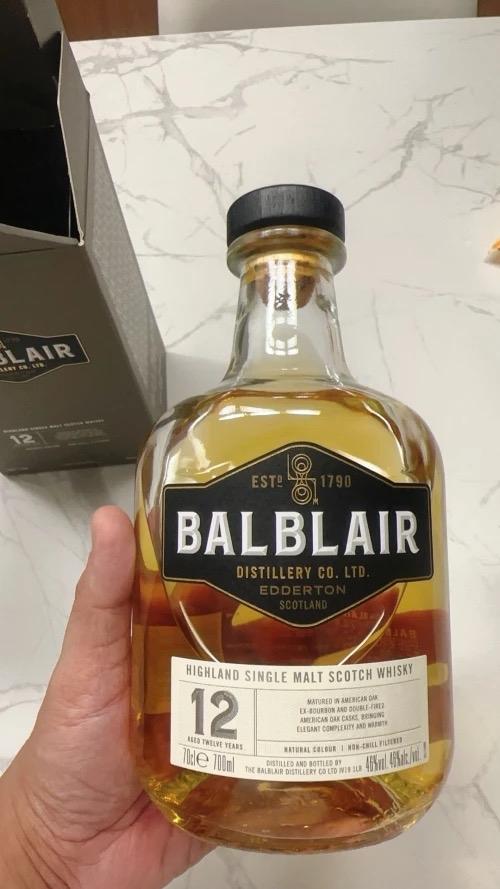 ESTD 1790
BALBLAIR
DISTILLERY CO. LTD.
EDDERTON
SCOTLAND
HIGHLAND SINGLE MALT SCOTCH WHISKY
12
AGED TWELVE YEARS
MATURED IN AMERICAN OAK
EX-BOURBON AND DOUBLE-FIRED
AMERICAN OAK CASKS, BRINGING
ELEGANT COMPLEXITY AND WARMTH
NATURAL COLOUR | NON-CHILL FILTERED
70cl e 700ml
DISTILLED AND BOTTLED BY
THE BALBLAIR DISTILLERY CO LTD IV19 1LB
46%vol. 46%alc./vol.
BLAIR
LLERY CO. LTD.
HIGHLAND SINGLE MALT SCOTCH WHISKY
12